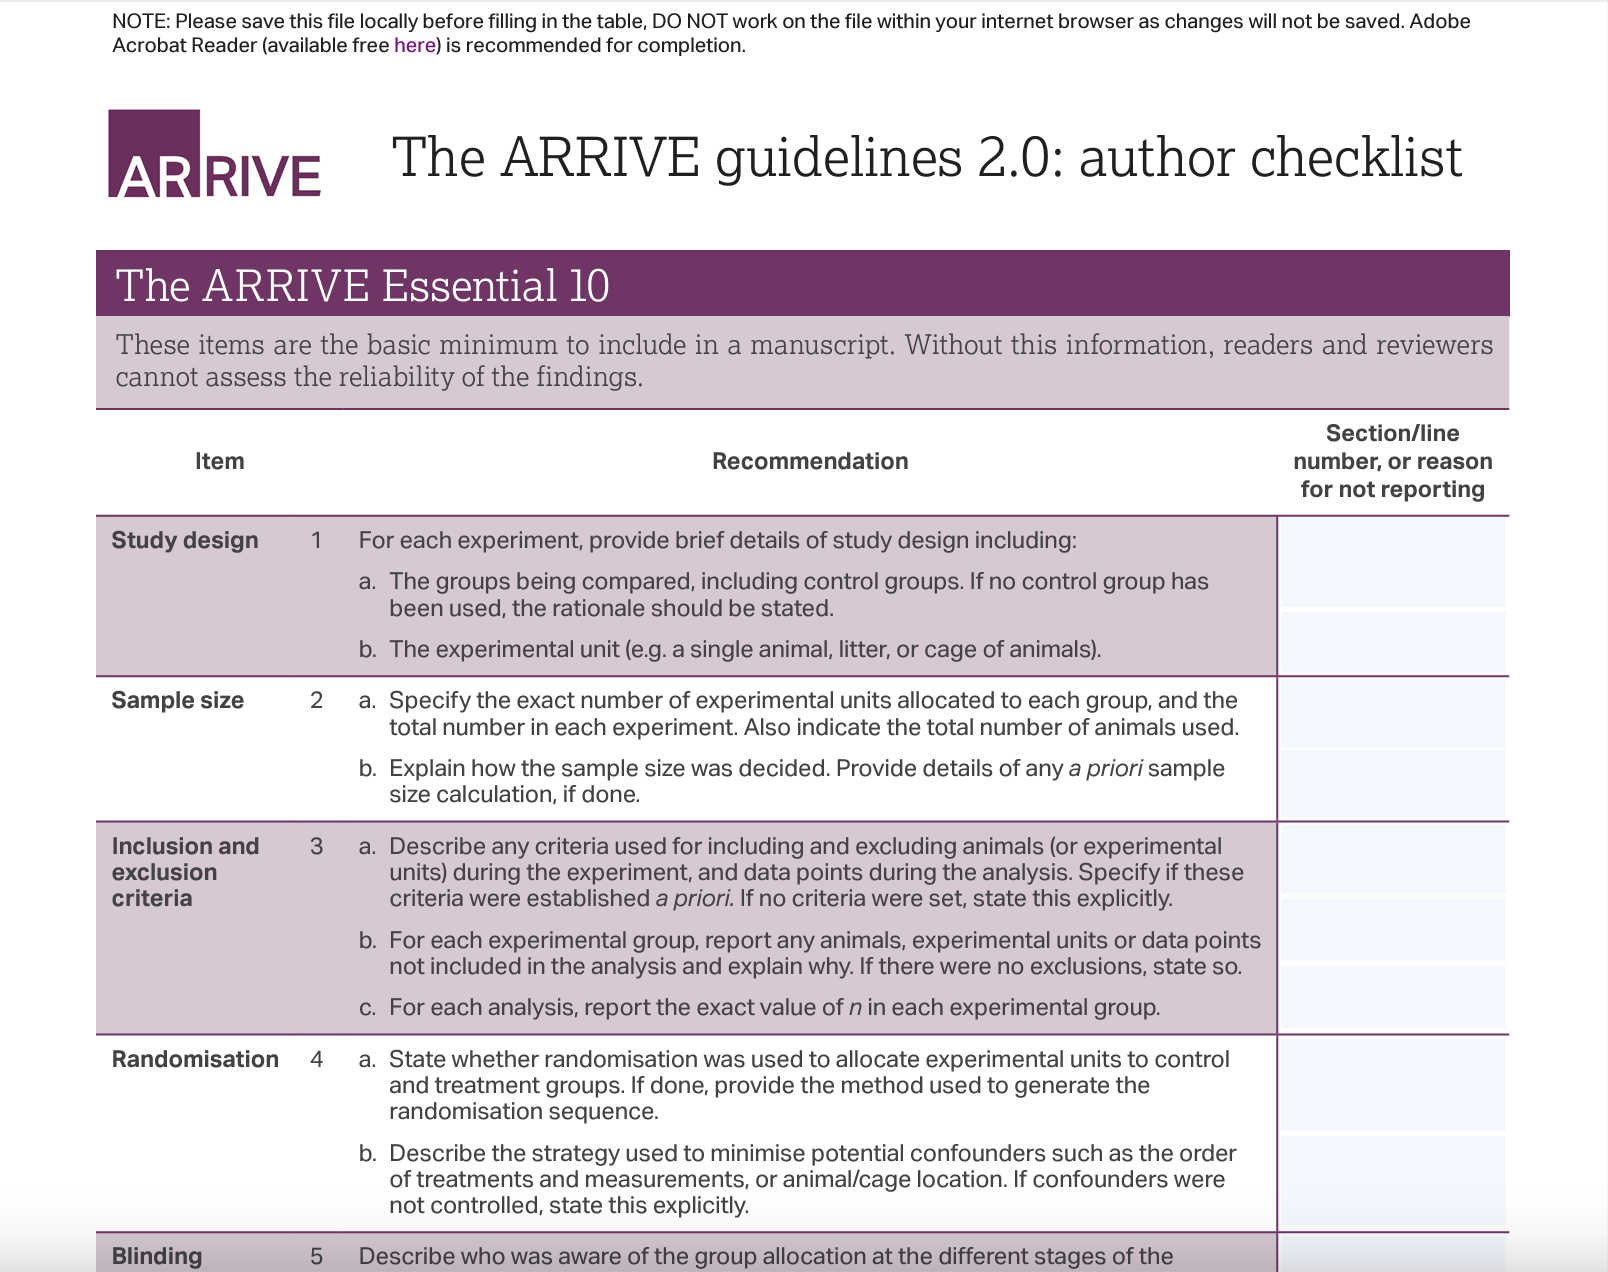 NOTE: Please save this file locally before filling in the table, DO NOT work on the file within your internet browser as changes will not be saved. Adobe
Acrobat Reader (available free here) is recommended for completion.
ARRIVE
The ARRIVE guidelines 2.0: author checklist
The ARRIVE Essential 10
These items are the basic minimum to include in a manuscript. Without this information, readers and reviewers
cannot assess the reliability of the findings.
Item
Recommendation
Section/line
number, or reason
for not reporting
Study design
1
For each experiment, provide brief details of study design including:
a. The groups being compared, including control groups. If no control group has
been used, the rationale should be stated.
b. The experimental unit (e.g. a single animal, litter, or cage of animals).
Sample size
2
a. Specify the exact number of experimental units allocated to each group, and the
total number in each experiment. Also indicate the total number of animals used.
b. Explain how the sample size was decided. Provide details of any a priori sample
size calculation, if done.
Inclusion and
exclusion
criteria
3
a. Describe any criteria used for including and excluding animals (or experimental
units) during the experiment, and data points during the analysis. Specify if these
criteria were established a priori. If no criteria were set, state this explicitly.
b. For each experimental group, report any animals, experimental units or data points
not included in the analysis and explain why. If there were no exclusions, state so.
c. For each analysis, report the exact value of n in each experimental group.
Randomisation
4
a. State whether randomisation was used to allocate experimental units to control
and treatment groups. If done, provide the method used to generate the
randomisation sequence.
b. Describe the strategy used to minimise potential confounders such as the order
of treatments and measurements, or animal/cage location. If confounders were
not controlled, state this explicitly.
Blinding
5
Describe who was aware of the group allocation at the different stages of the